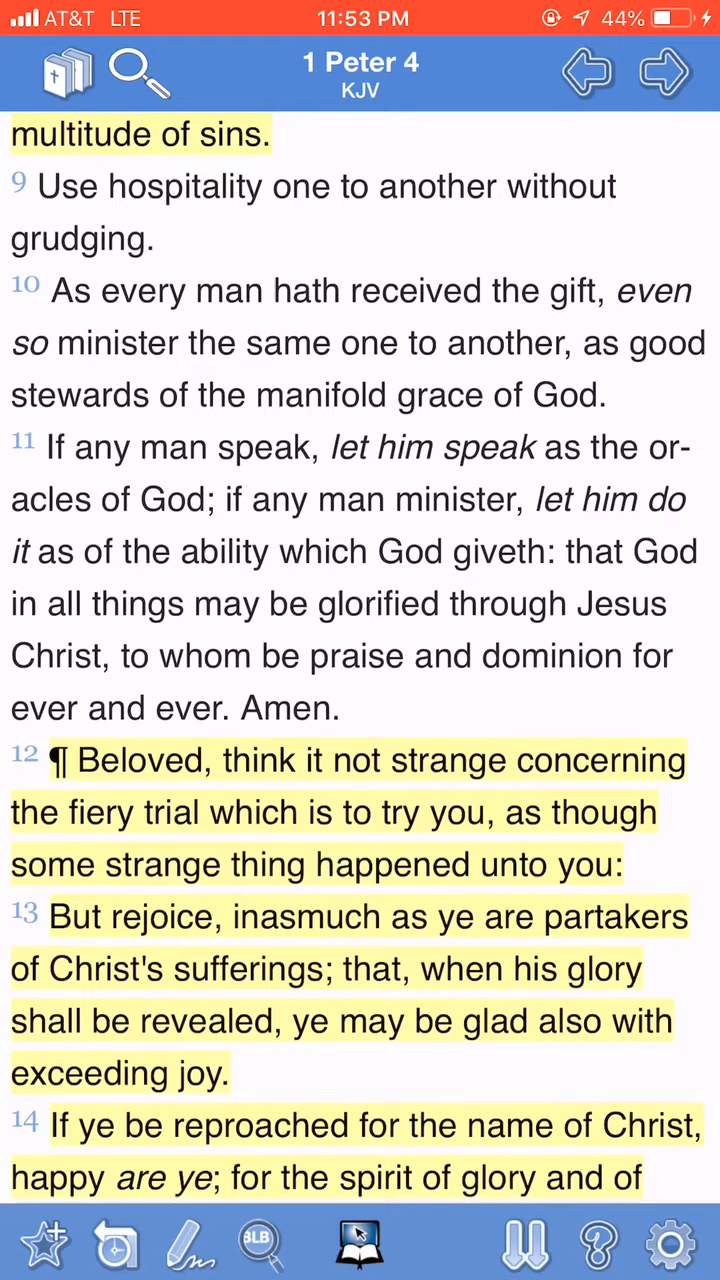 AT&T LTE 11:53 PM 44%
1 Peter 4
KJV
multitude of sins.
9 Use hospitality one to another without
grudging.
10 As every man hath received the gift, even
so minister the same one to another, as good
stewards of the manifold grace of God.
11 If any man speak, let him speak as the or-
acles of God; if any man minister, let him do
it as of the ability which God giveth: that God
in all things may be glorified through Jesus
Christ, to whom be praise and dominion for
ever and ever. Amen.
12 ¶ Beloved, think it not strange concerning
the fiery trial which is to try you, as though
some strange thing happened unto you:
13 But rejoice, inasmuch as ye are partakers
of Christ's sufferings; that, when his glory
shall be revealed, ye may be glad also with
exceeding joy.
14 If ye be reproached for the name of Christ,
happy are ye; for the spirit of glory and of
BLB